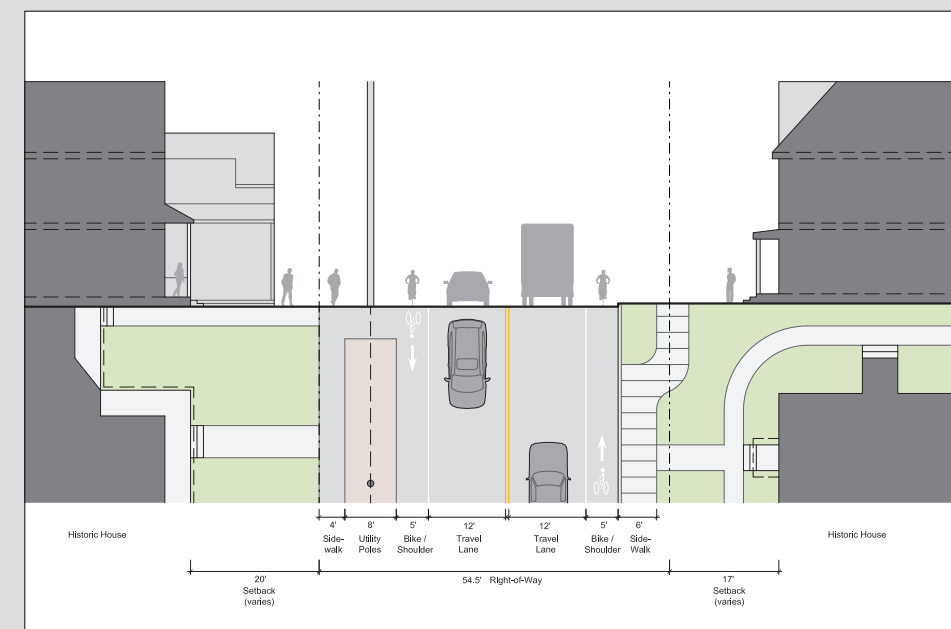 4'
Side-
walk
8'
Utility
Poles
5'
Bike /
Shoulder
12'
Travel
Lane
12'
Travel
Lane
5'
Bike /
Shoulder
6'
Side-
Walk
Historic House
Historic House
20'
Setback
(varies)
54.5' Right-of-Way
17'
Setback
(varies)